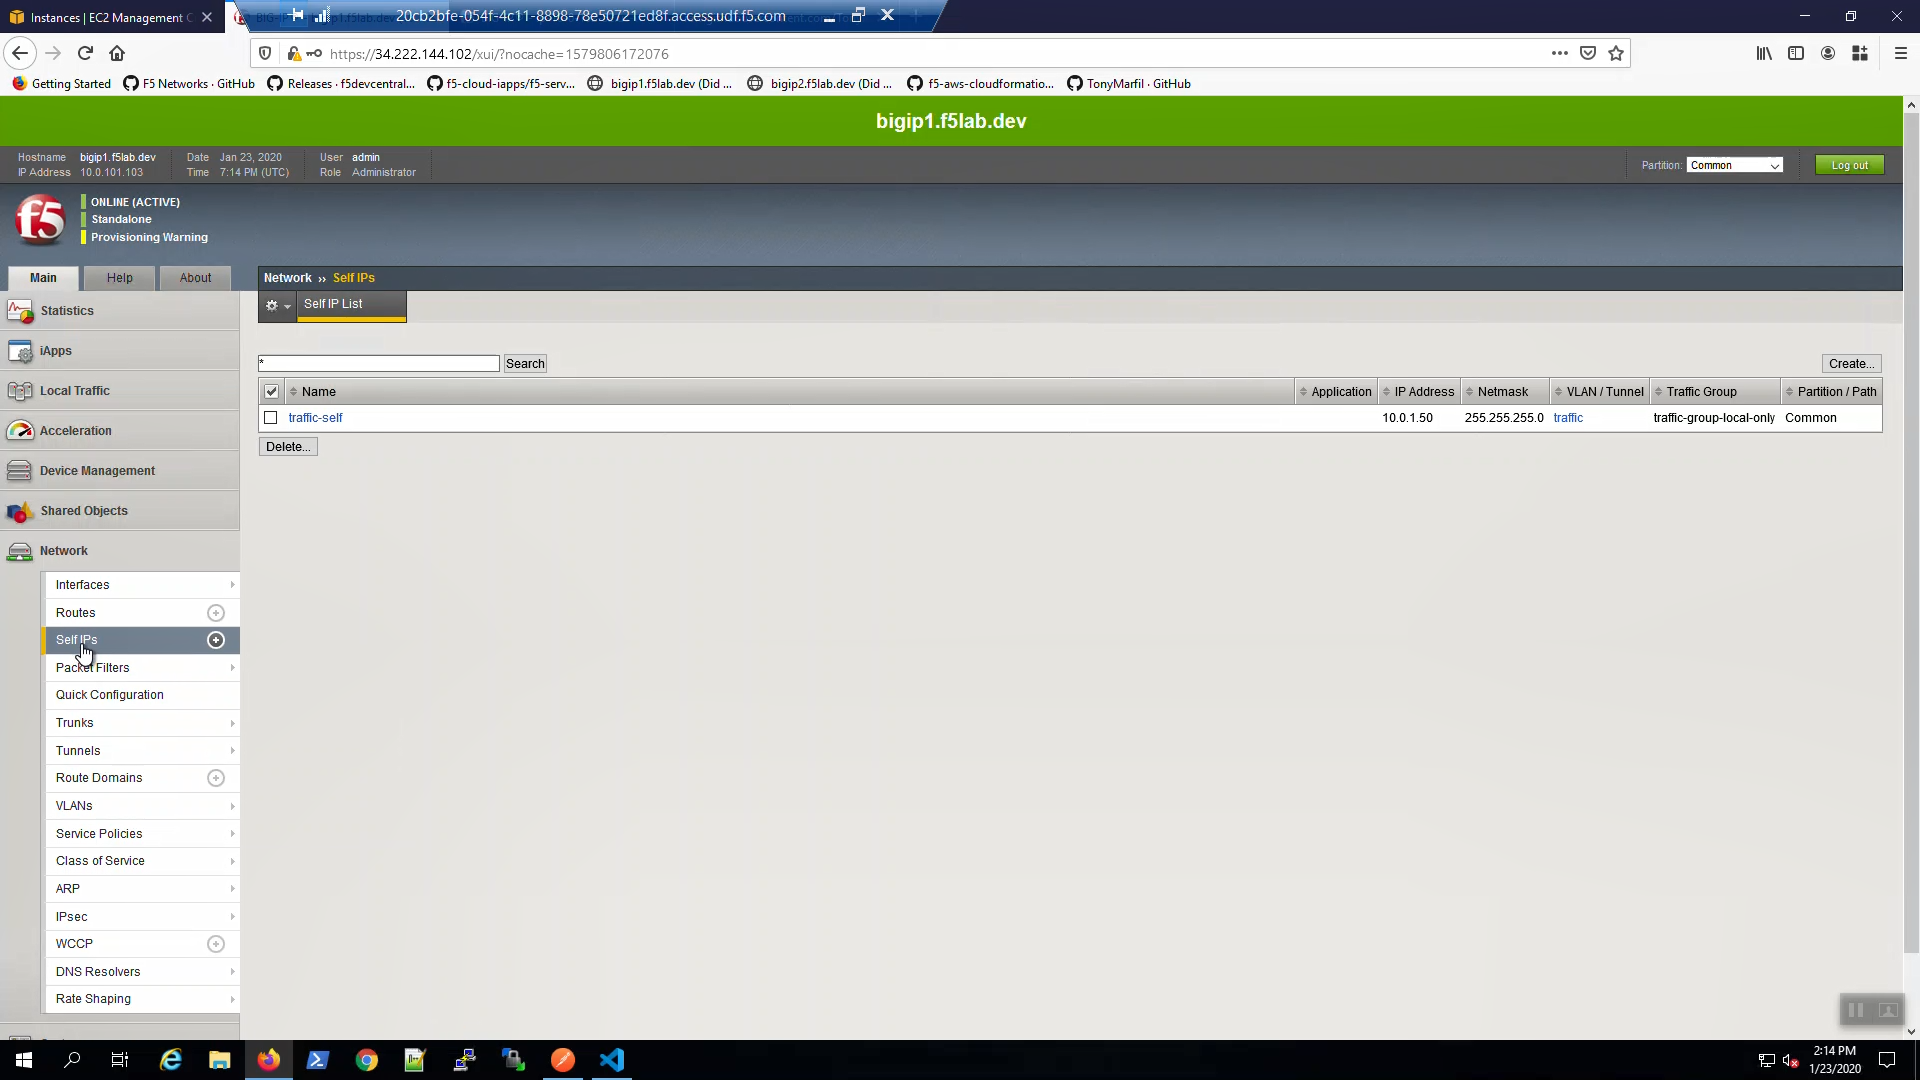 Instances | EC2 Management C
20cb2bfe-054f-4c11-8898-78e50721ed8f.access.udf.f5.com
https://34.222.144.102/xui/?nocache=1579806172076
Getting Started
F5 Networks · GitHub
Releases · f5devcentral...
f5-cloud-iapps/f5-serv...
bigip1.f5lab.dev (Did ...
bigip2.f5lab.dev (Did ...
f5-aws-cloudformatio...
TonyMarfil · GitHub
bigip1.f5lab.dev
Hostname bigip1.f5lab.dev
IP Address 10.0.101.103
Date Jan 23, 2020
Time 7:14 PM (UTC)
User admin
Role Administrator
Partition: Common
Log out
f5
ONLINE (ACTIVE)
Standalone
Provisioning Warning
Main
Help
About
Network ›› Self IPs
Self IP List
Statistics
iApps
Local Traffic
Acceleration
Device Management
Shared Objects
Network
Interfaces
Routes
Self IPs
Packet Filters
Quick Configuration
Trunks
Tunnels
Route Domains
VLANs
Service Policies
Class of Service
ARP
IPsec
WCCP
DNS Resolvers
Rate Shaping
*
Search
Create...
Name Application IP Address Netmask VLAN / Tunnel Traffic Group Partition / Path
traffic-self 10.0.1.50 255.255.255.0 traffic traffic-group-local-only Common
Delete...
2:14 PM
1/23/2020